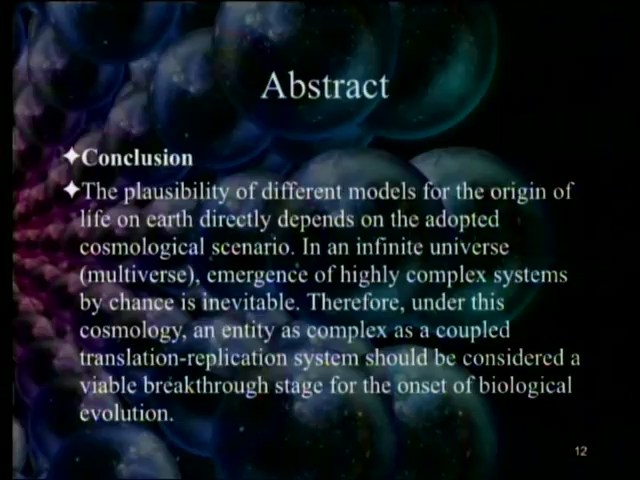 Abstract
✦Conclusion
✦The plausibility of different models for the origin of
life on earth directly depends on the adopted
cosmological scenario. In an infinite universe
(multiverse), emergence of highly complex systems
by chance is inevitable. Therefore, under this
cosmology, an entity as complex as a coupled
translation-replication system should be considered a
viable breakthrough stage for the onset of biological
evolution.
12